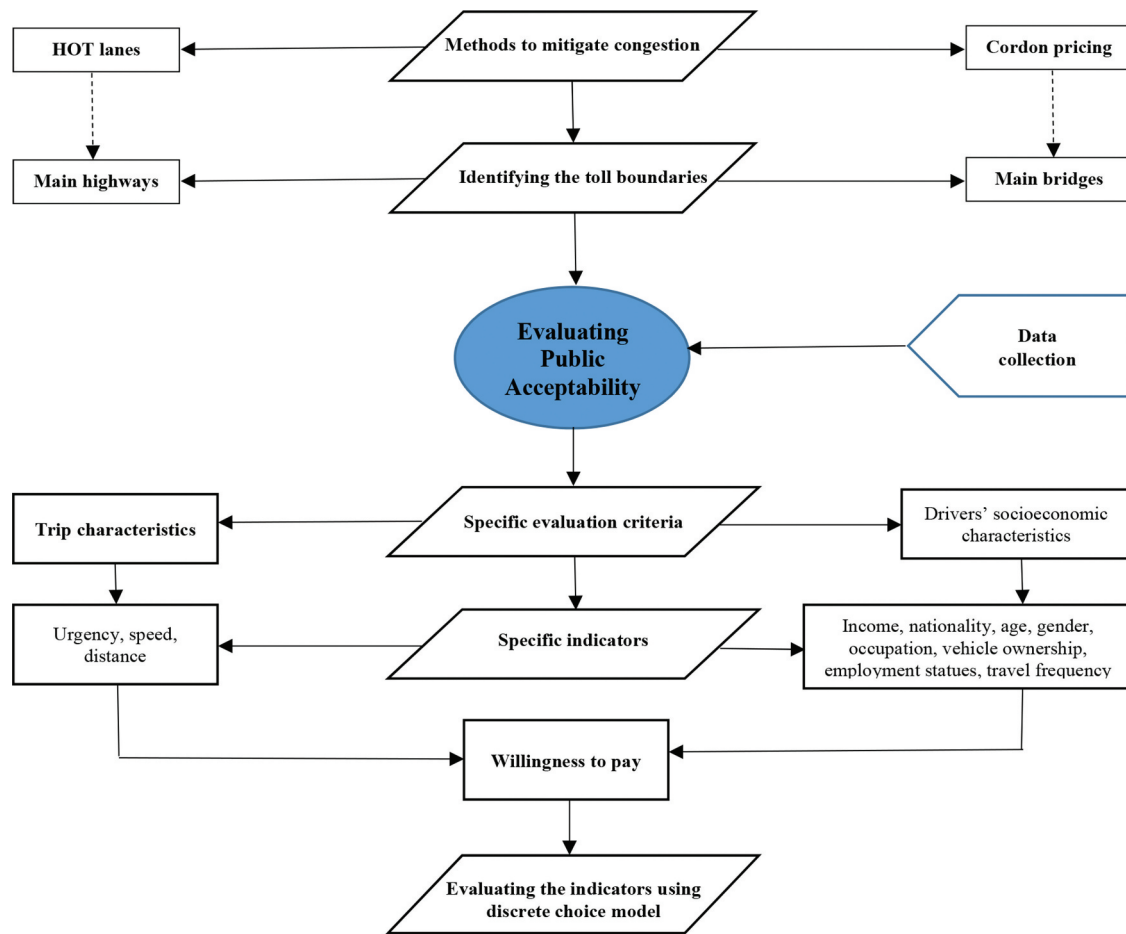 HOT lanes
Methods to mitigate congestion
Cordon pricing
Main highways
Identifying the toll boundaries
Main bridges
Evaluating
Public
Acceptability
Data
collection
Trip characteristics
Specific evaluation criteria
Drivers’ socioeconomic
characteristics
Urgency, speed,
distance
Specific indicators
Income, nationality, age, gender,
occupation, vehicle ownership,
employment statues, travel frequency
Willingness to pay
Evaluating the indicators using
discrete choice model